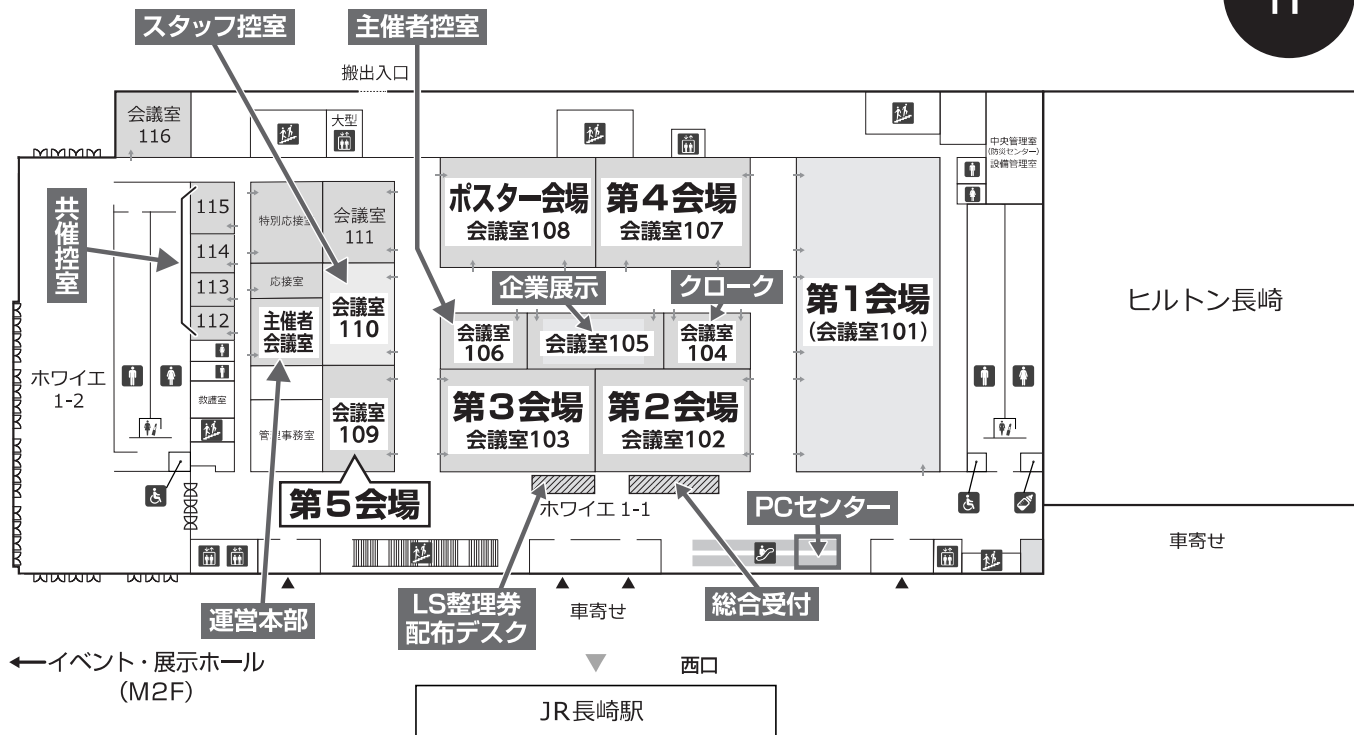 スタッフ控室
主催者控室
搬出入口
会議室
116
大型
中央管理室
(防災センター)
設備管理室
共催控室
115
114
113
112
特別応接室
会議室
111
応接室
主催者
会議室
会議室
110
ポスター会場
会議室108
第4会場
会議室107
企業展示
クローク
会議室
106
会議室105
会議室
104
第1会場
(会議室101)
ヒルトン長崎
ホワイエ
1-2
救護室
管理事務室
会議室
109
第3会場
会議室103
第2会場
会議室102
第5会場
ホワイエ 1-1
PCセンター
車寄せ
運営本部
LS整理券
配布デスク
車寄せ
総合受付
←イベント・展示ホール
(M2F)
西口
JR長崎駅